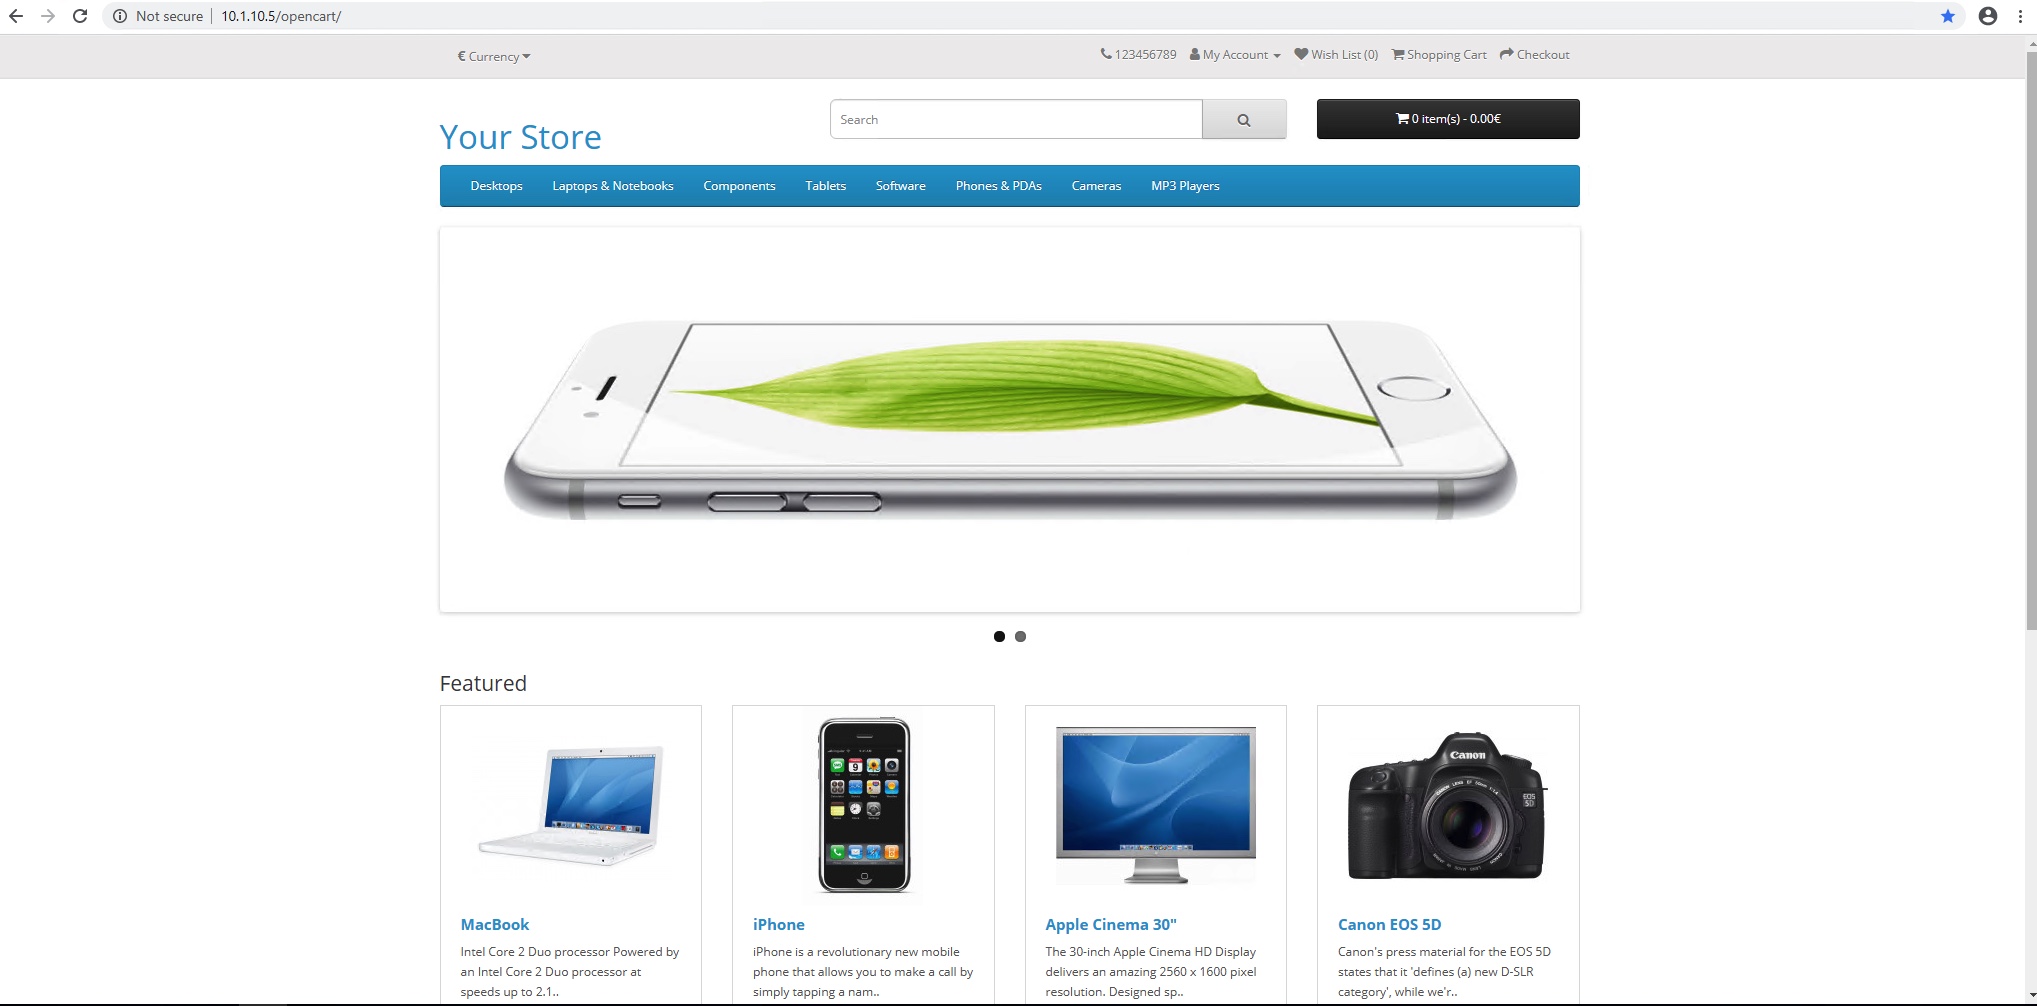 Not secure | 10.1.10.5/opencart/
€ Currency
123456789 My Account Wish List (0) Shopping Cart Checkout
Your Store
Search
0 item(s) - 0.00€
Desktops Laptops & Notebooks Components Tablets Software Phones & PDAs Cameras MP3 Players
Featured
Canon
EOS
5D
MacBook
Intel Core 2 Duo processor Powered by
an Intel Core 2 Duo processor at
speeds up to 2.1..
iPhone
iPhone is a revolutionary new mobile
phone that allows you to make a call by
simply tapping a nam..
Apple Cinema 30"
The 30-inch Apple Cinema HD Display
delivers an amazing 2560 x 1600 pixel
resolution. Designed sp..
Canon EOS 5D
Canon's press material for the EOS 5D
states that it 'defines (a) new D-SLR
category', while we'r..